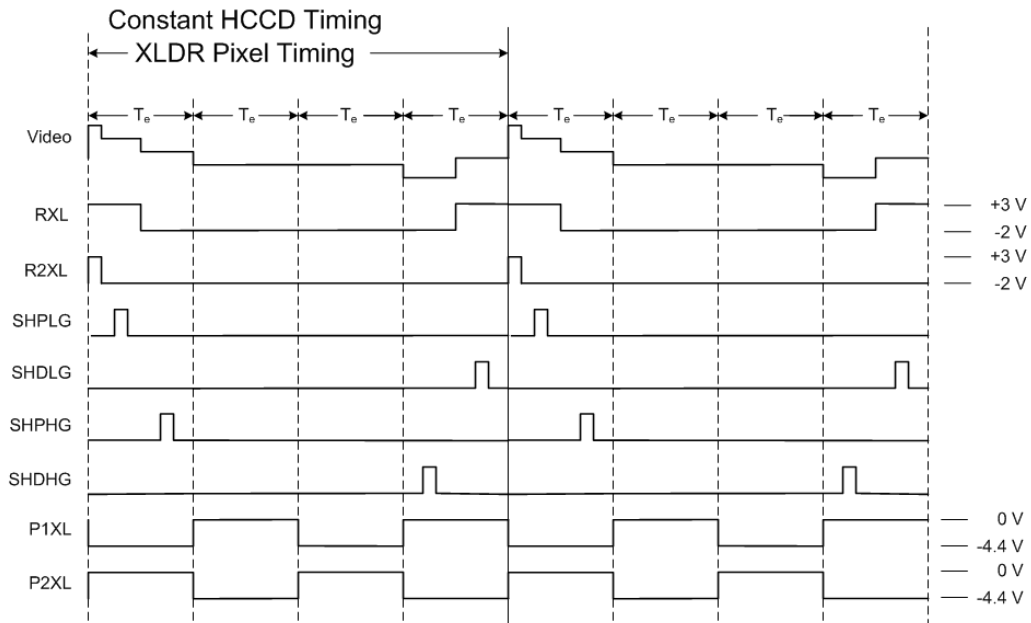 Constant HCCD Timing
XLDR Pixel Timing
Te Te Te Te Te Te Te Te
Video
RXL +3 V
-2 V
R2XL +3 V
-2 V
SHPLG
SHDLG
SHPHG
SHDHG
P1XL 0 V
-4.4 V
P2XL 0 V
-4.4 V